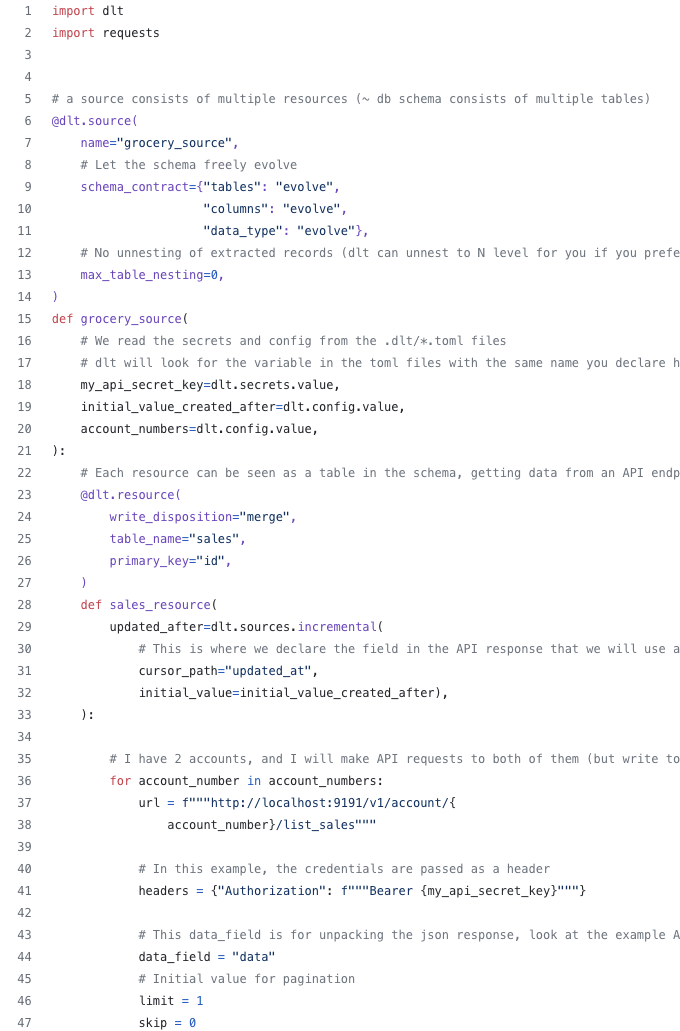 1 import dlt
2 import requests
3
4
5 # a source consists of multiple resources (~ db schema consists of multiple tables)
6 @dlt.source(
7     name="grocery_source",
8     # Let the schema freely evolve
9     schema_contract={"tables": "evolve",
10                      "columns": "evolve",
11                      "data_type": "evolve"},
12     # No unnesting of extracted records (dlt can unnest to N level for you if you prefe
13     max_table_nesting=0,
14 )
15 def grocery_source(
16     # We read the secrets and config from the .dlt/*.toml files
17     # dlt will look for the variable in the toml files with the same name you declare h
18     my_api_secret_key=dlt.secrets.value,
19     initial_value_created_after=dlt.config.value,
20     account_numbers=dlt.config.value,
21 ):
22     # Each resource can be seen as a table in the schema, getting data from an API endp
23     @dlt.resource(
24         write_disposition="merge",
25         table_name="sales",
26         primary_key="id",
27     )
28     def sales_resource(
29         updated_after=dlt.sources.incremental(
30             # This is where we declare the field in the API response that we will use a
31             cursor_path="updated_at",
32             initial_value=initial_value_created_after),
33     ):
34
35         # I have 2 accounts, and I will make API requests to both of them (but write to
36         for account_number in account_numbers:
37             url = f"""http://localhost:9191/v1/account/{
38                 account_number}/list_sales"""
39
40             # In this example, the credentials are passed as a header
41             headers = {"Authorization": f"""Bearer {my_api_secret_key}"""}
42
43             # This data_field is for unpacking the json response, look at the example A
44             data_field = "data"
45             # Initial value for pagination
46             limit = 1
47             skip = 0